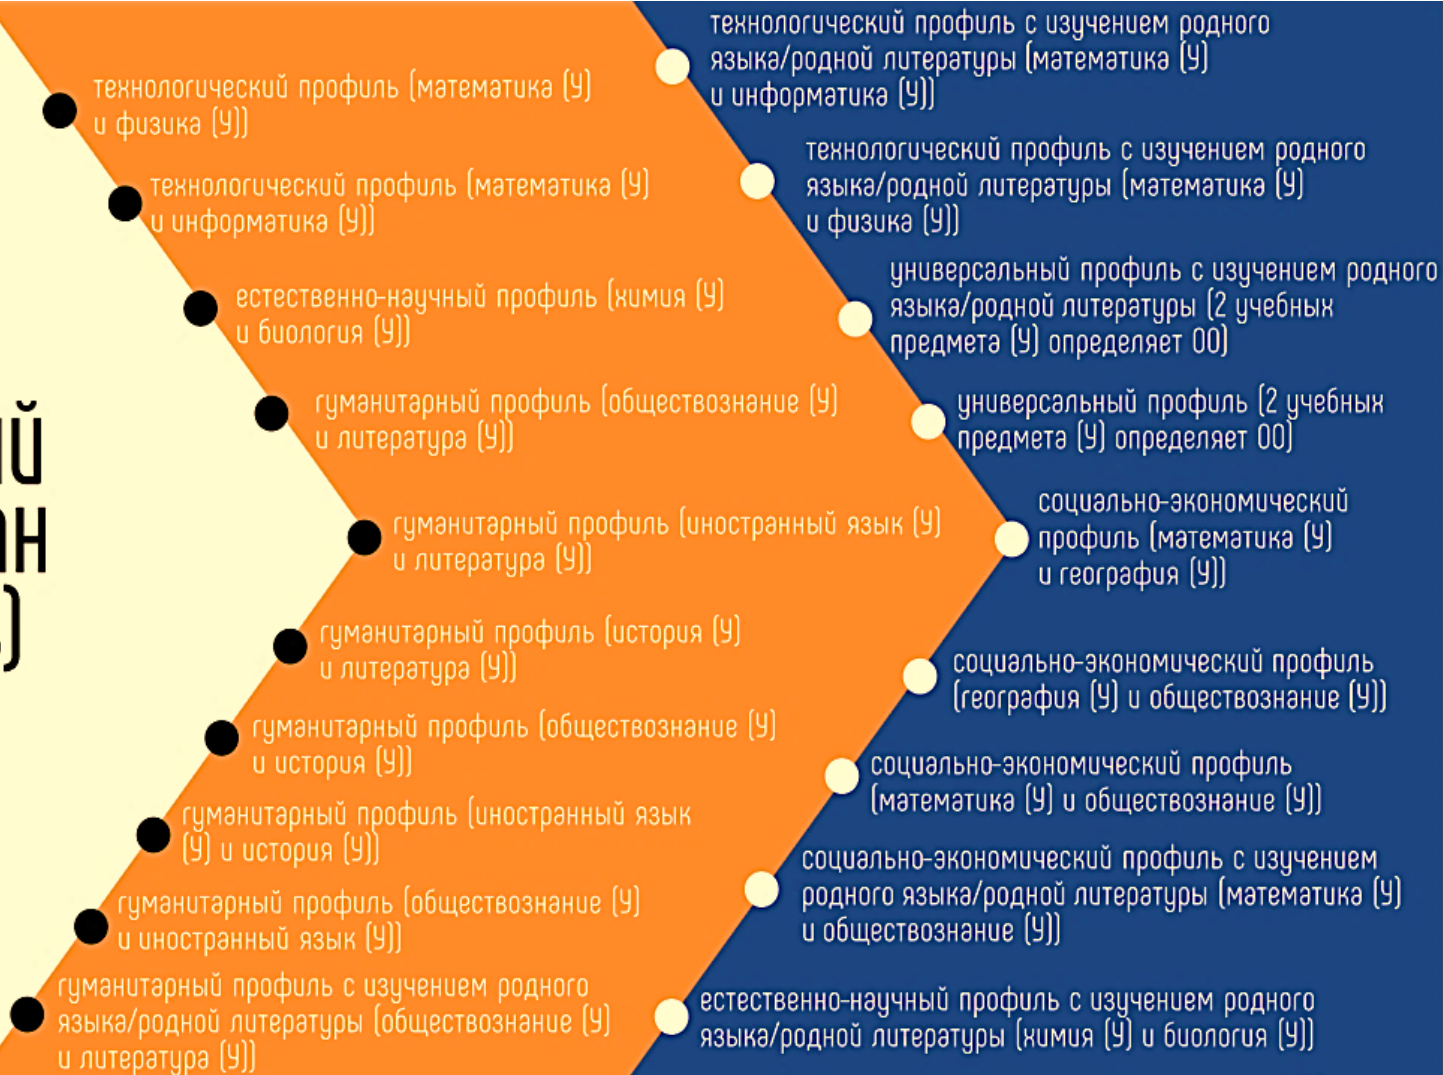 технологический профиль (математика (У)
и физика (У))
технологический профиль (математика (У)
и информатика (У))
естественно-научный профиль (химия (У)
и биология (У))
гуманитарный профиль (обществознание (У)
и литература (У))
гуманитарный профиль (иностранный язык (У)
и литература (У))
гуманитарный профиль (история (У)
и литература (У))
гуманитарный профиль (обществознание (У)
и история (У))
гуманитарный профиль (иностранный язык
(У) и история (У))
гуманитарный профиль (обществознание (У)
и иностранный язык (У))
гуманитарный профиль с изучением родного
языка/родной литературы (обществознание (У)
и литература (У))
технологический профиль с изучением родного
языка/родной литературы (математика (У)
и информатика (У))
технологический профиль с изучением родного
языка/родной литературы (математика (У)
и физика (У))
универсальный профиль с изучением родного
языка/родной литературы (2 учебных
предмета (У) определяет ОО)
универсальный профиль (2 учебных
предмета (У) определяет ОО)
социально-экономический
профиль (математика (У)
и география (У))
социально-экономический профиль
(география (У) и обществознание (У))
социально-экономический профиль
(математика (У) и обществознание (У))
социально-экономический профиль с изучением
родного языка/родной литературы (математика (У)
и обществознание (У))
естественно-научный профиль с изучением родного
языка/родной литературы (химия (У) и биология (У))